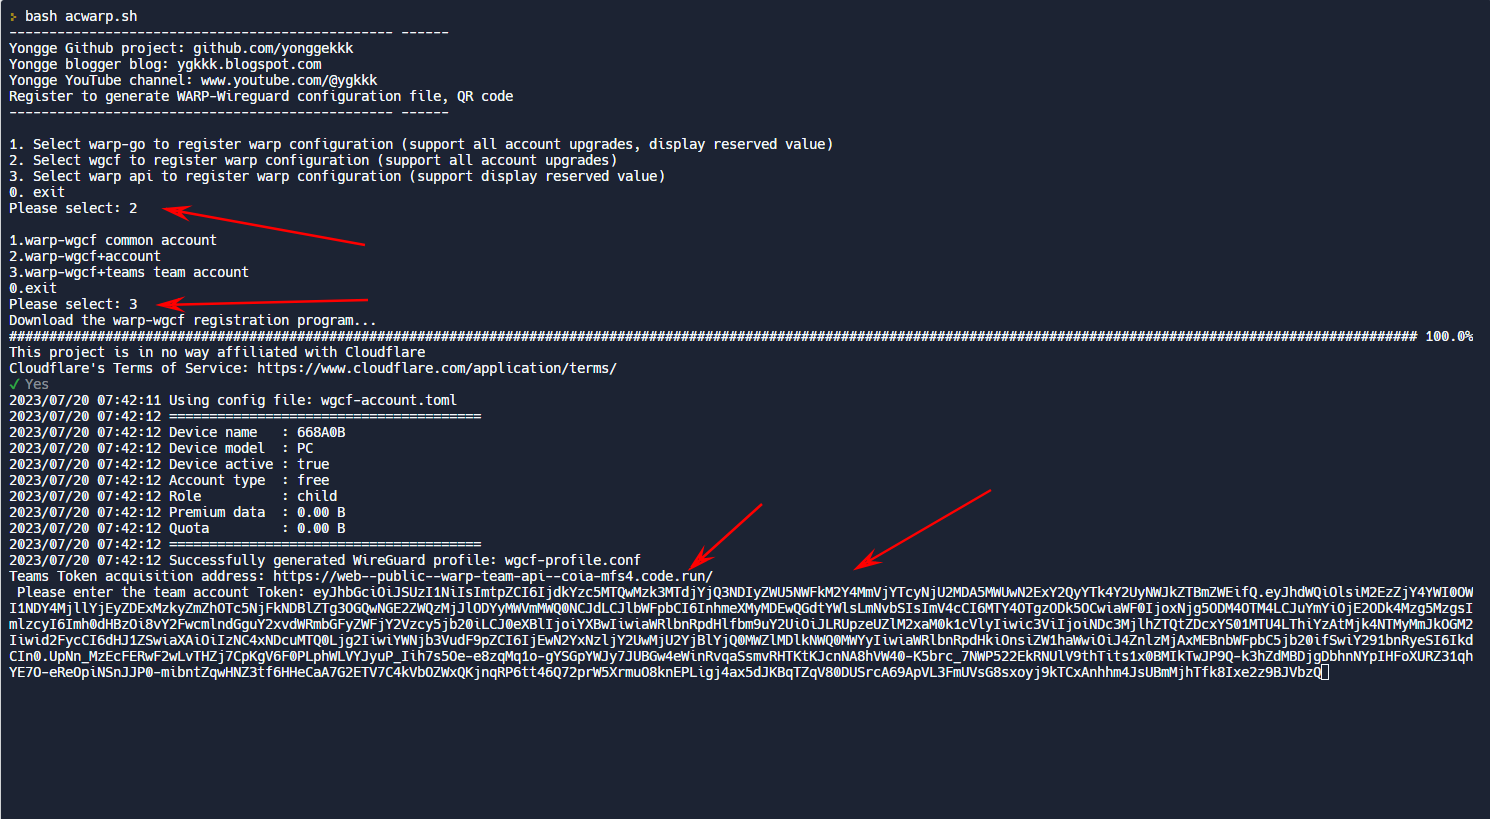 bash acwarp.sh
------------------------------------------------ ------
Yongge Github project: github.com/yonggekkk
Yongge blogger blog: ygkkk.blogspot.com
Yongge YouTube channel: www.youtube.com/@ygkkk
Register to generate WARP-Wireguard configuration file, QR code
------------------------------------------------ ------
1. Select warp-go to register warp configuration (support all account upgrades, display reserved value)
2. Select wgcf to register warp configuration (support all account upgrades)
3. Select warp api to register warp configuration (support display reserved value)
0. exit
Please select: 2
1.warp-wgcf common account
2.warp-wgcf+account
3.warp-wgcf+teams team account
0.exit
Please select: 3
Download the warp-wgcf registration program...
100.0%
This project is in no way affiliated with Cloudflare
Cloudflare's Terms of Service: https://www.cloudflare.com/application/terms/
✓ Yes
2023/07/20 07:42:11 Using config file: wgcf-account.toml
2023/07/20 07:42:12 =======================================
2023/07/20 07:42:12 Device name   : 668A0B
2023/07/20 07:42:12 Device model  : PC
2023/07/20 07:42:12 Device active : true
2023/07/20 07:42:12 Account type  : free
2023/07/20 07:42:12 Role          : child
2023/07/20 07:42:12 Premium data  : 0.00 B
2023/07/20 07:42:12 Quota         : 0.00 B
2023/07/20 07:42:12 =======================================
2023/07/20 07:42:12 Successfully generated WireGuard profile: wgcf-profile.conf
Teams Token acquisition address: https://web--public--warp-team-api--coia-mfs4.code.run/
Please enter the team account Token: